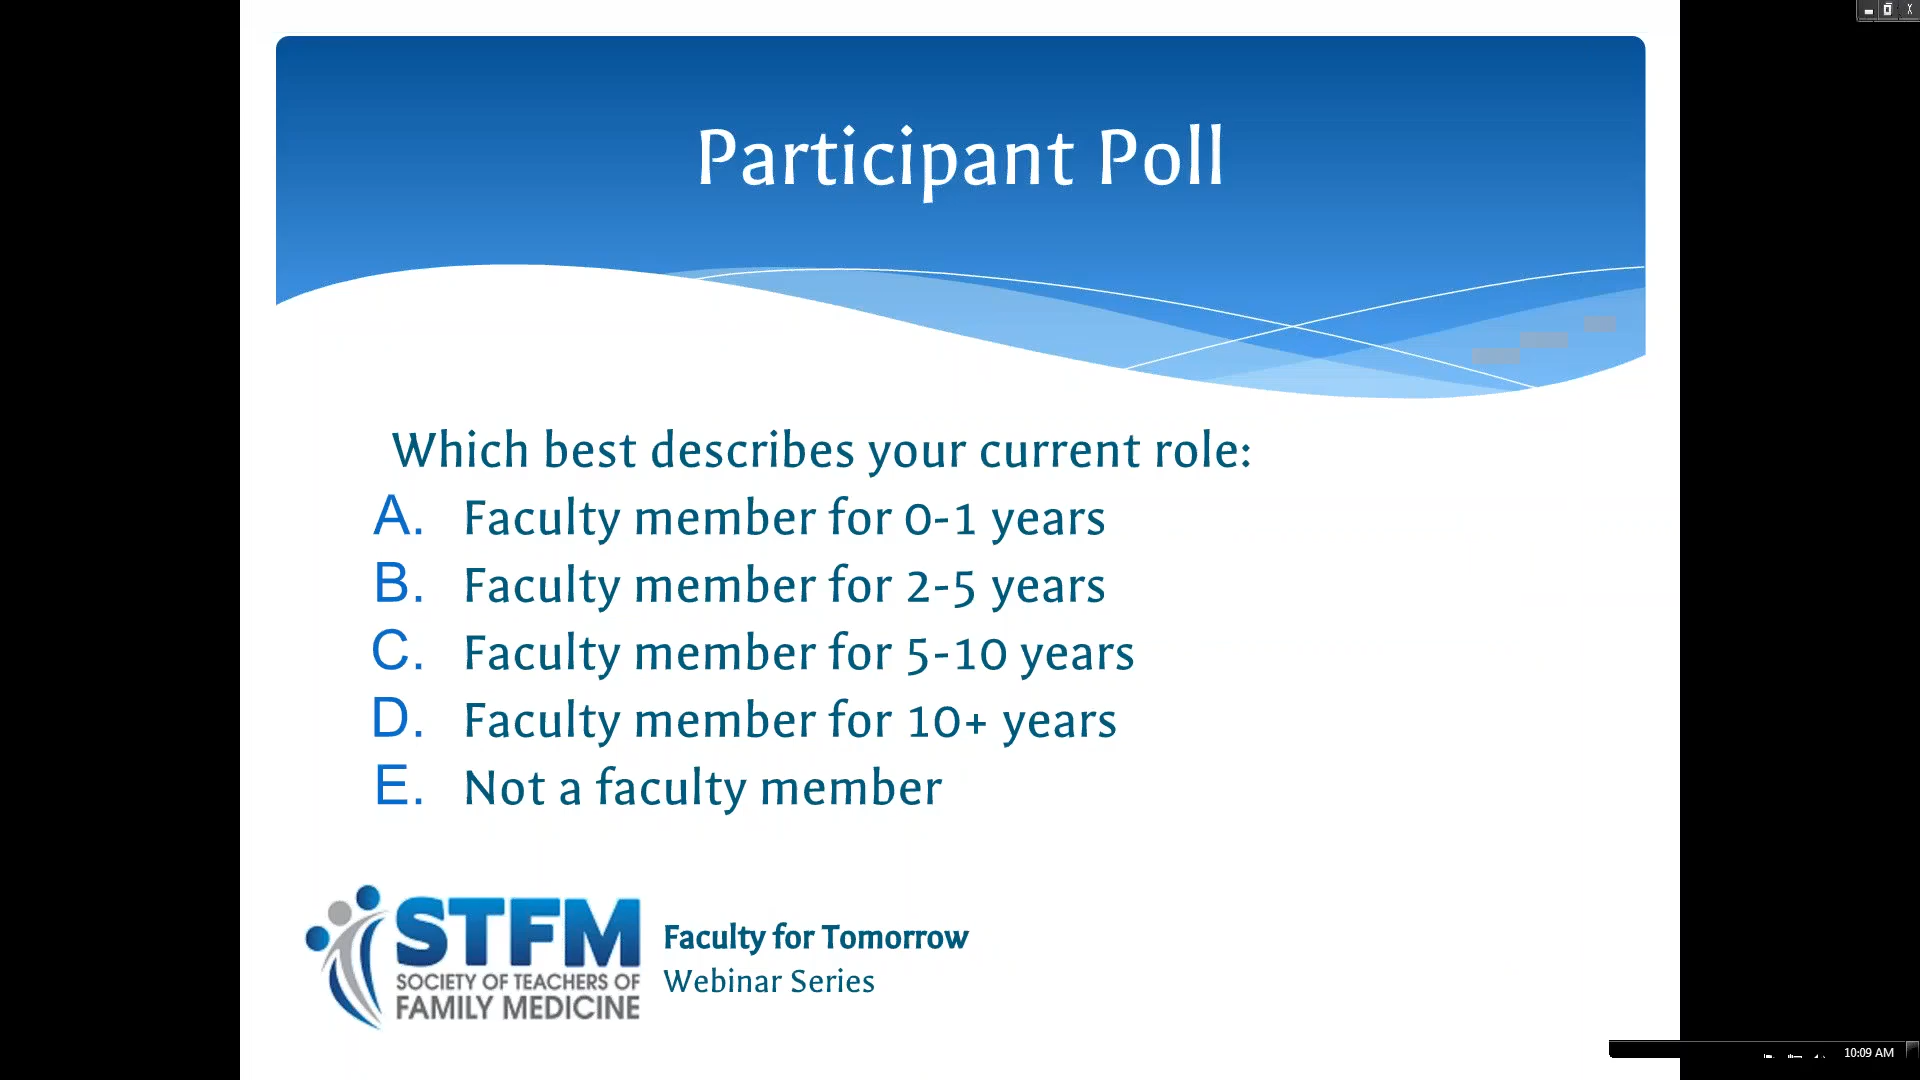 Participant Poll
Which best describes your current role:
A. Faculty member for 0-1 years
B. Faculty member for 2-5 years
C. Faculty member for 5-10 years
D. Faculty member for 10+ years
E. Not a faculty member
STFM
SOCIETY OF TEACHERS OF
FAMILY MEDICINE
Faculty for Tomorrow
Webinar Series
10:09 AM